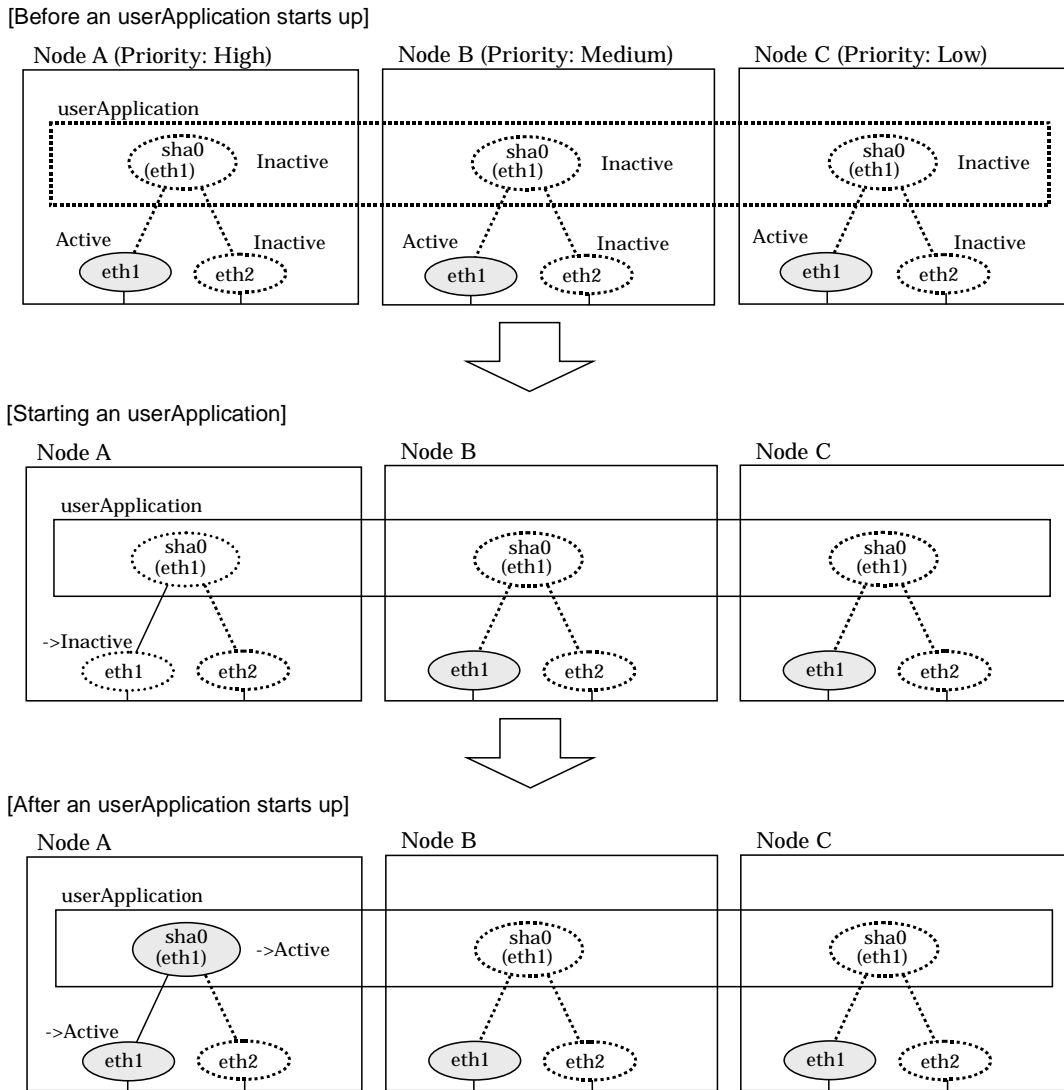 [Before an userApplication starts up]
Node A (Priority: High)
Node B (Priority: Medium)
Node C (Priority: Low)
userApplication
sha0
(eth1)
Inactive
sha0
(eth1)
Inactive
sha0
(eth1)
Inactive
Active
Inactive
Active
Inactive
Active
Inactive
eth1
eth2
eth1
eth2
eth1
eth2
[Starting an userApplication]
Node A
Node B
Node C
userApplication
sha0
(eth1)
sha0
(eth1)
sha0
(eth1)
->Inactive
eth1
eth2
eth1
eth2
eth1
eth2
[After an userApplication starts up]
Node A
Node B
Node C
userApplication
sha0
(eth1)
->Active
sha0
(eth1)
sha0
(eth1)
->Active
eth1
eth2
eth1
eth2
eth1
eth2